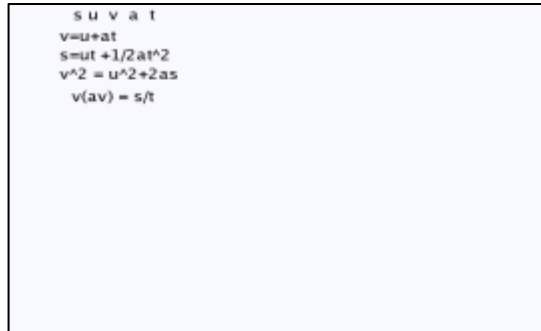 s u v a t
v=u+at
s=ut +1/2at^2
v^2 = u^2+2as
v(av) = s/t